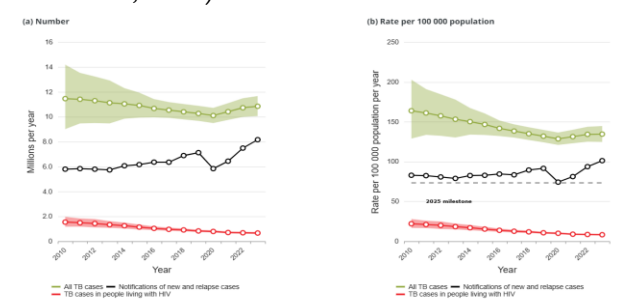 (a) Number
(b) Rate per 100 000 population
16
14
12
10
8
6
4.0
2.0
0
Millions per year
2010
2012
2014
2016
2018
2020
2022
Year
All TB cases
Notifications of new and relapse cases
TB cases in people living with HIV
250
200
150
100
50
0
Rate per 100 000 population per year
2025 milestone
2010
2012
2014
2016
2018
2020
2022
Year
All TB cases
Notifications of new and relapse cases
TB cases in people living with HIV